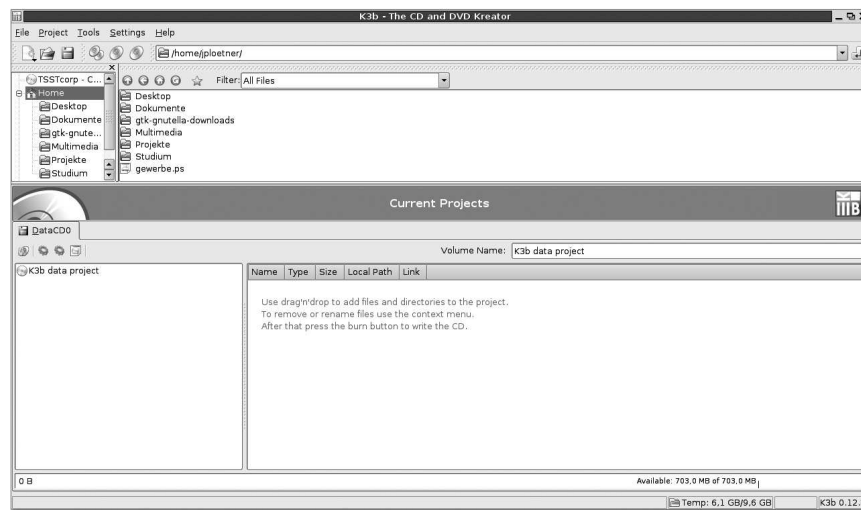 K3b - The CD and DVD Kreator
File Project Tools Settings Help
/home/jploetner/
TSSTcorp - C...
Filter: All Files
Home
Desktop
Dokumente
gtk-gnute...
Multimedia
Projekte
Studium
Desktop
Dokumente
gtk-gnutella-downloads
Multimedia
Projekte
Studium
gewerbe.ps
Current Projects
DataCD0
Volume Name: K3b data project
K3b data project
Name Type Size Local Path Link
Use drag'n'drop to add files and directories to the project.
To remove or rename files use the context menu.
After that press the burn button to write the CD.
0 B
Available: 703,0 MB of 703,0 MB
Temp: 6,1 GB/9,6 GB
K3b 0.12.